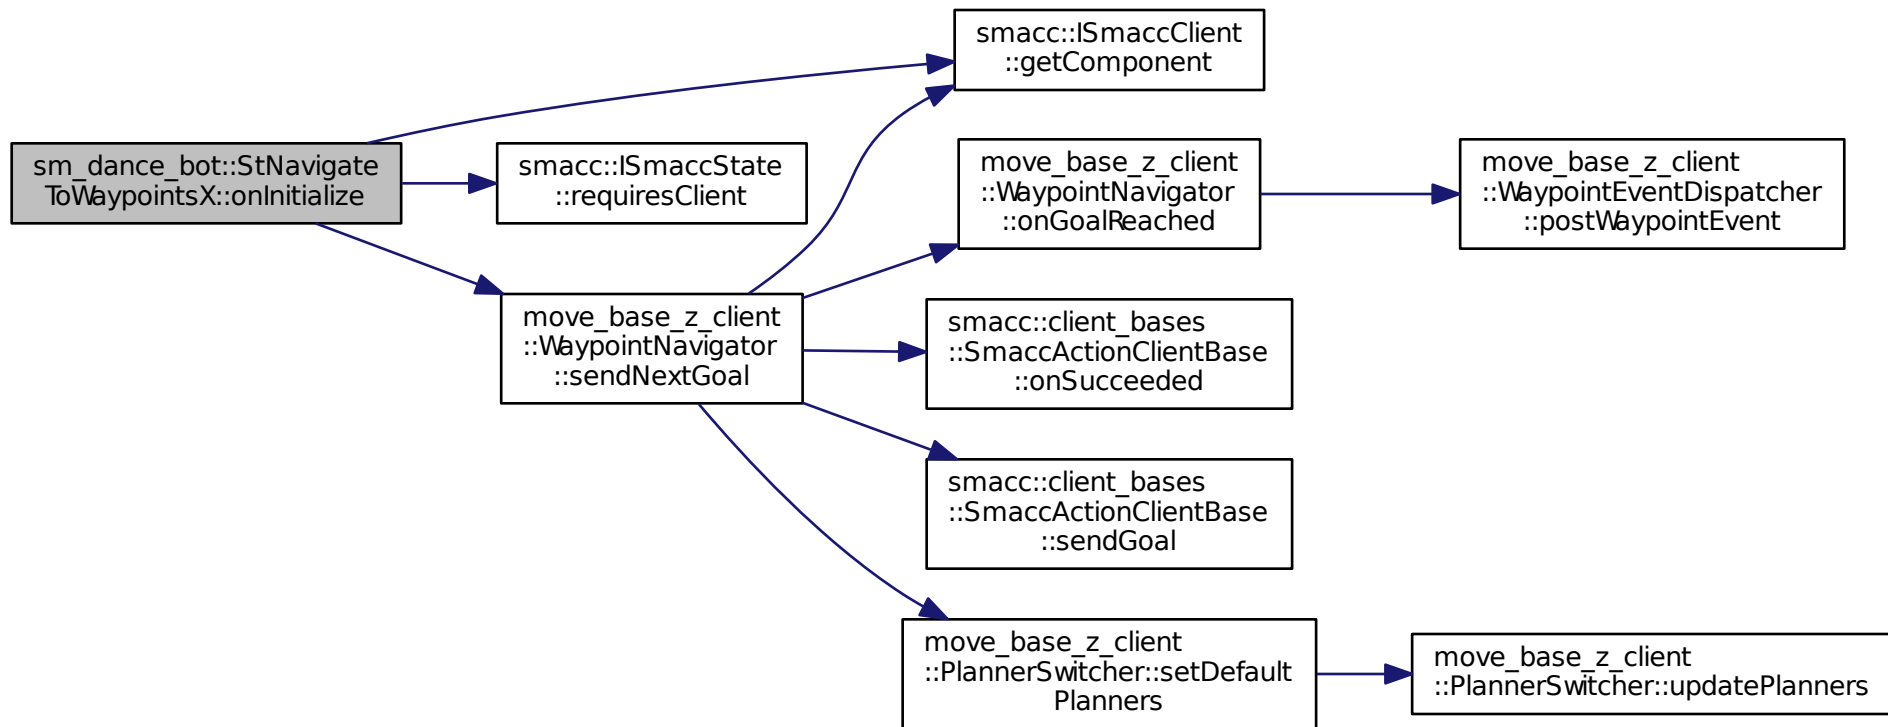 smacc::ISmaccClient
::getComponent
sm_dance_bot::StNavigate
ToWaypointsX::onInitialize
smacc::ISmaccState
::requiresClient
move_base_z_client
::WaypointNavigator
::onGoalReached
move_base_z_client
::WaypointEventDispatcher
::postWaypointEvent
move_base_z_client
::WaypointNavigator
::sendNextGoal
smacc::client_bases
::SmaccActionClientBase
::onSucceeded
smacc::client_bases
::SmaccActionClientBase
::sendGoal
move_base_z_client
::PlannerSwitcher::setDefault
Planners
move_base_z_client
::PlannerSwitcher::updatePlanners